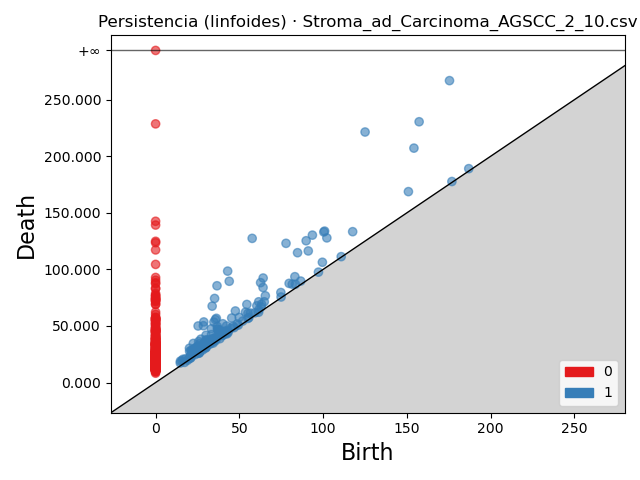 Persistencia (linfoides) · Stroma_ad_Carcinoma_AGSCC_2_10.csv
+∞
250.000
200.000
150.000
100.000
50.000
0.000
Death
0
1
0 50 100 150 200 250
Birth